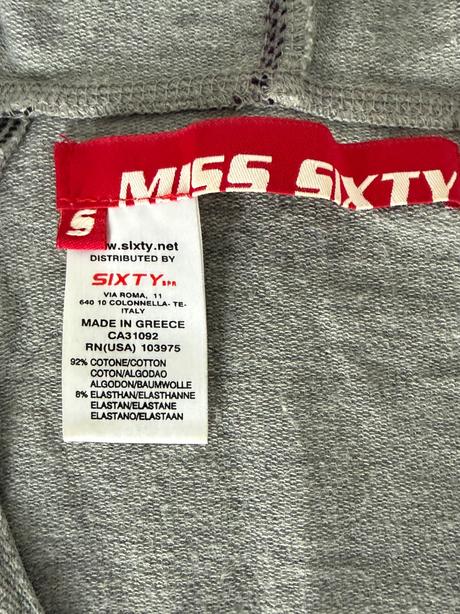 MISS SIXTY
S
w.sixty.net
DISTRIBUTED BY
SIXTY SPA
VIA ROMA, 11
640 10 COLONNELLA- TE-
ITALY
MADE IN GREECE
CA31092
RN(USA) 103975
92% COTONE/COTTON
COTON/ALGODAO
ALGODON/BAUMWOLLE
8% ELASTHAN/ELASTHANNE
ELASTAN/ELASTANE
ELASTANO/ELASTAAN